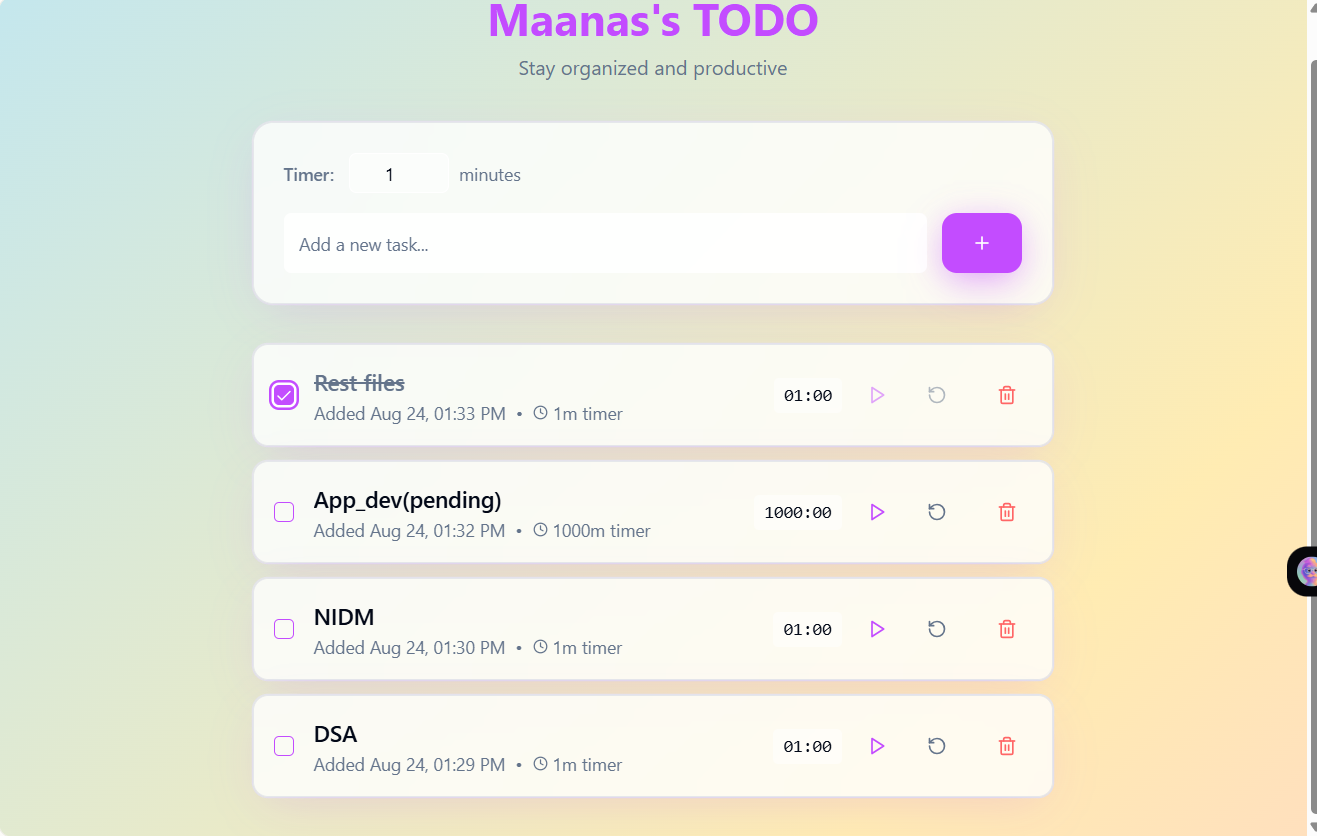 Maanas's TODO
Stay organized and productive
Timer: 1 minutes
Add a new task...
+
Rest files
Added Aug 24, 01:33 PM • 1m timer
01:00
App_dev(pending)
Added Aug 24, 01:32 PM • 1000m timer
1000:00
NIDM
Added Aug 24, 01:30 PM • 1m timer
01:00
DSA
Added Aug 24, 01:29 PM • 1m timer
01:00